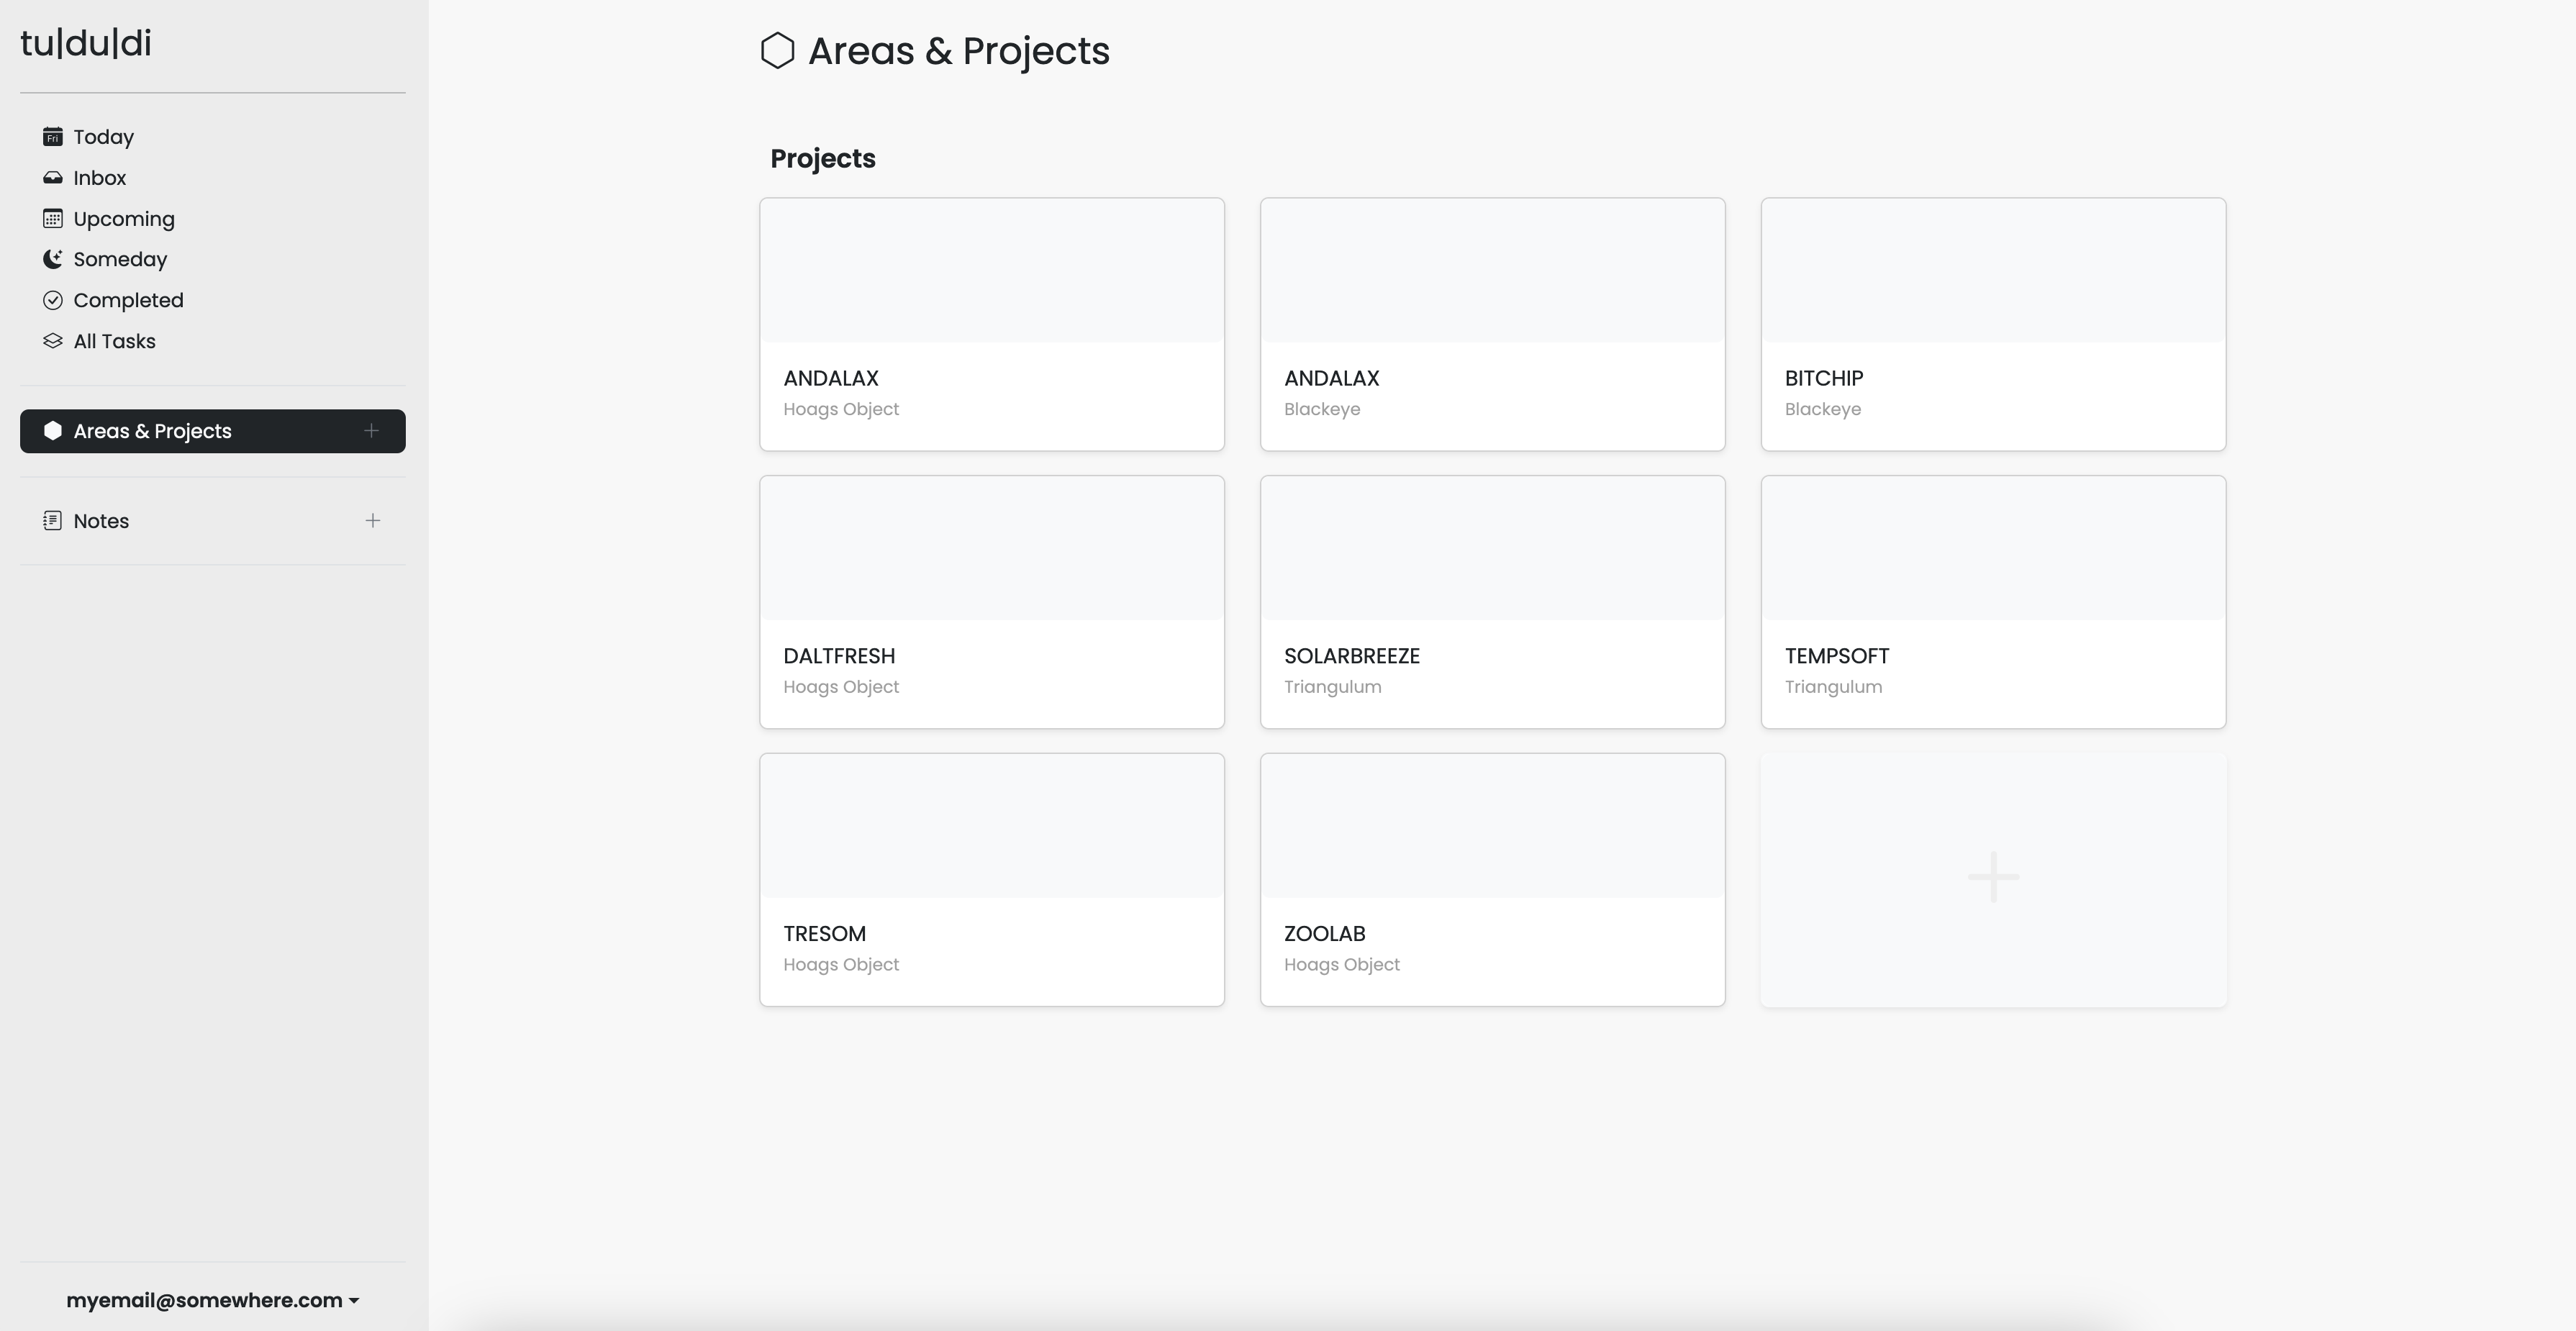 tu|du|di
Today
Inbox
Upcoming
Someday
Completed
All Tasks
Areas & Projects
Notes
myemail@somewhere.com
Areas & Projects
Projects
ANDALAX
Hoags Object
ANDALAX
Blackeye
BITCHIP
Blackeye
DALTFRESH
Hoags Object
SOLARBREEZE
Triangulum
TEMPSOFT
Triangulum
TRESOM
Hoags Object
ZOOLAB
Hoags Object